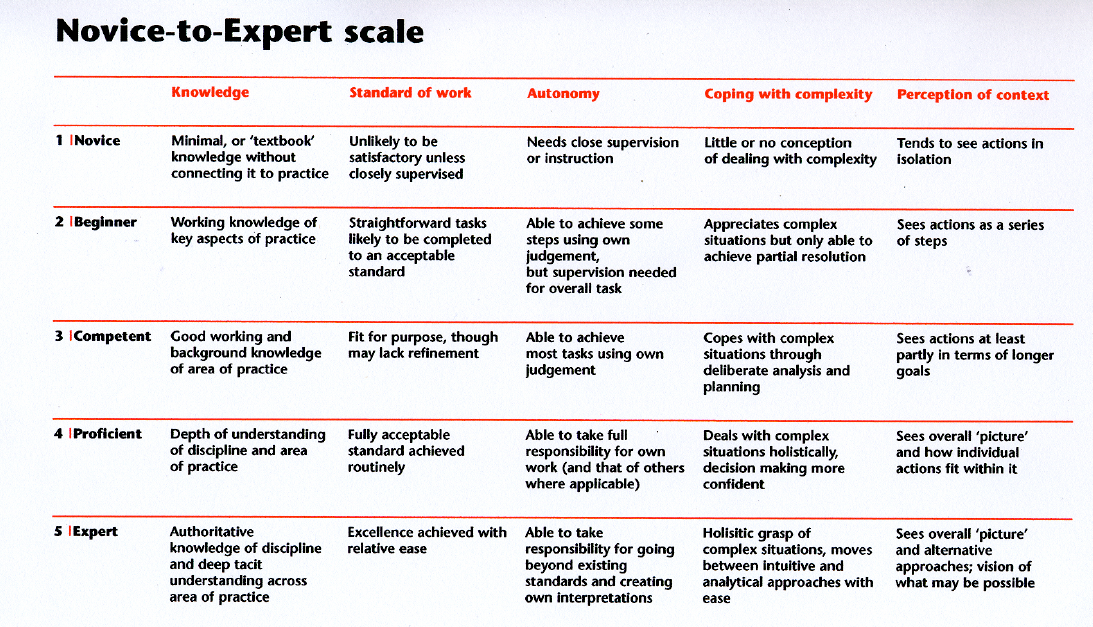 Novice-to-Expert scale
Knowledge
Standard of work
Autonomy
Coping with complexity
Perception of context
1 |Novice
Minimal, or 'textbook'
knowledge without
connecting it to practice
Unlikely to be
satisfactory unless
closely supervised
Needs close supervision
or instruction
Little or no conception
of dealing with complexity
Tends to see actions in
isolation
2 |Beginner
Working knowledge of
key aspects of practice
Straightforward tasks
likely to be completed
to an acceptable
standard
Able to achieve some
steps using own
judgement,
but supervision needed
for overall task
Appreciates complex
situations but only able to
achieve partial resolution
Sees actions as a series
of steps
3 |Competent
Good working and
background knowledge
of area of practice
Fit for purpose, though
may lack refinement
Able to achieve
most tasks using own
judgement
Copes with complex
situations through
deliberate analysis and
planning
Sees actions at least
partly in terms of longer
goals
4 |Proficient
Depth of understanding
of discipline and area
of practice
Fully acceptable
standard achieved
routinely
Able to take full
responsibility for own
work (and that of others
where applicable)
Deals with complex
situations holistically,
decision making more
confident
Sees overall 'picture'
and how individual
actions fit within it
5 |Expert
Authoritative
knowledge of discipline
and deep tacit
understanding across
area of practice
Excellence achieved with
relative ease
Able to take
responsibility for going
beyond existing
standards and creating
own interpretations
Holisitic grasp of
complex situations, moves
between intuitive and
analytical approaches with
ease
Sees overall 'picture'
and alternative
approaches; vision of
what may be possible